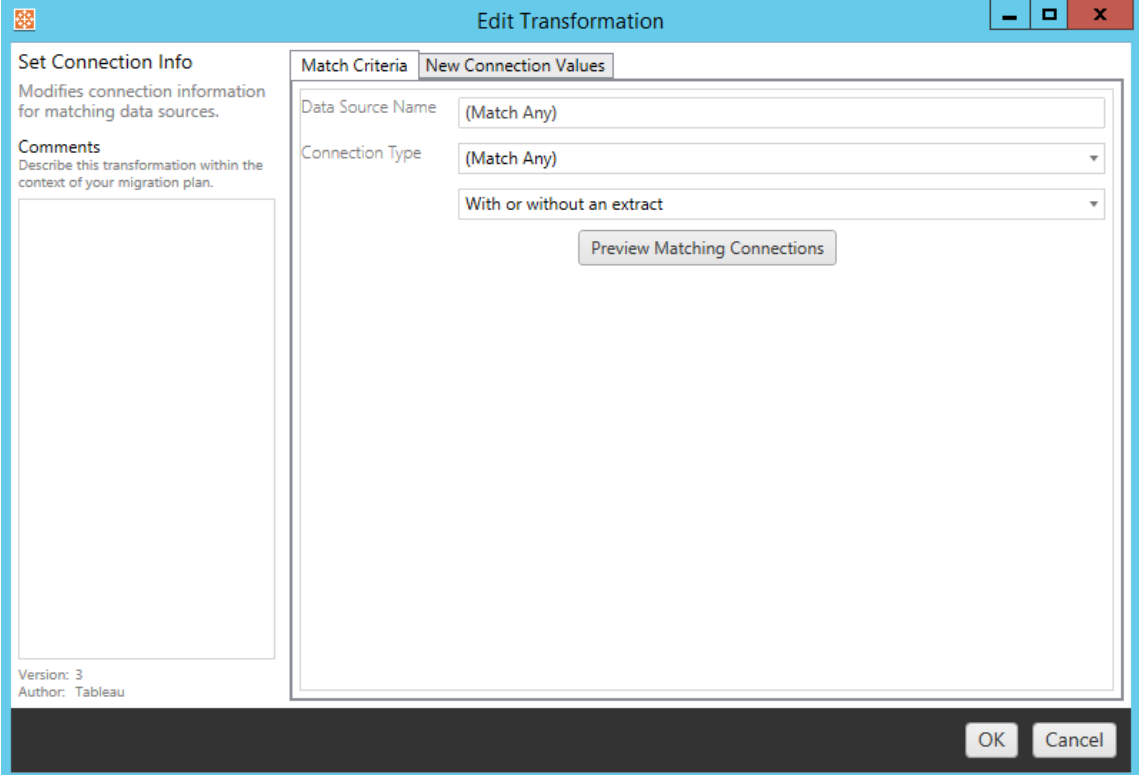 Edit Transformation
Set Connection Info
Modifies connection information
for matching data sources.
Comments
Describe this transformation within the
context of your migration plan.
Version: 3
Author: Tableau
Match Criteria
New Connection Values
Data Source Name
(Match Any)
Connection Type
(Match Any)
With or without an extract
Preview Matching Connections
OK
Cancel